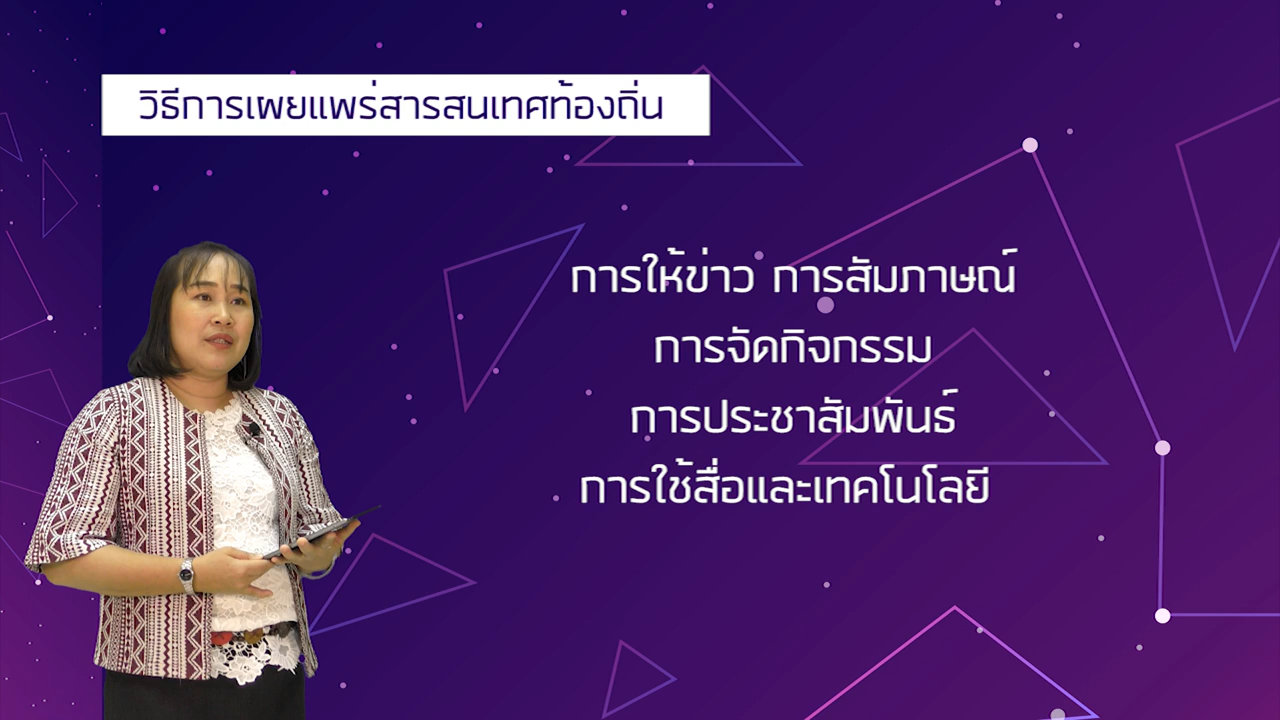 วิธีการเผยแพร่สารสนเทศท้องถิ่น
การให้ข่าว การสัมภาษณ์
การจัดกิจกรรม
การประชาสัมพันธ์
การใช้สื่อและเทคโนโลยี